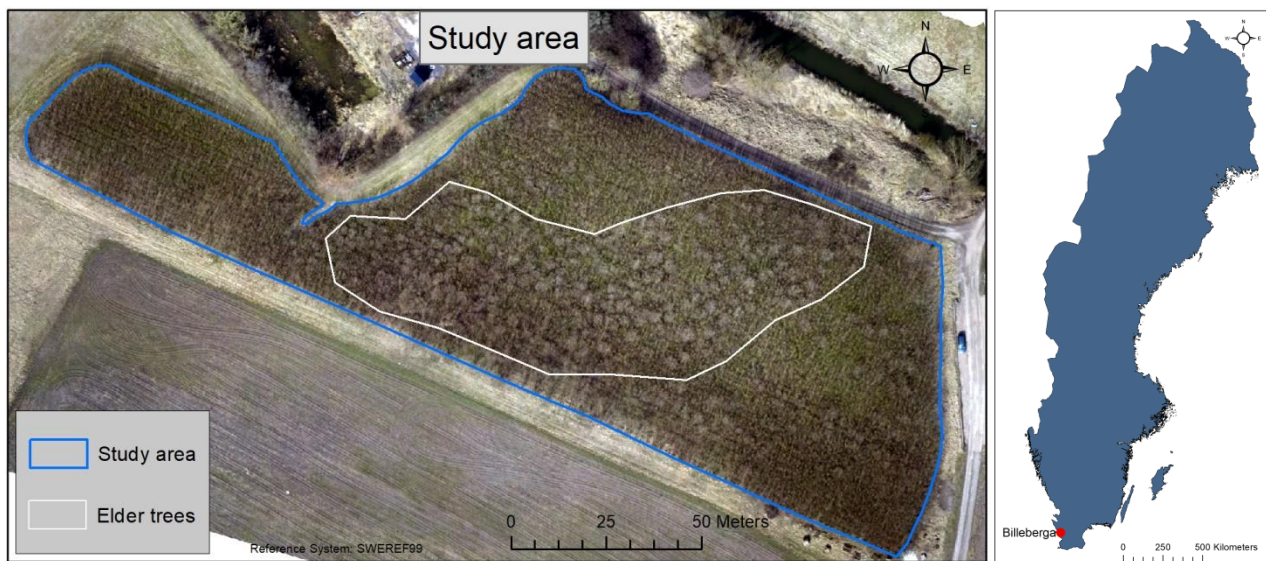 Study area
N
W E
S
Study area
Elder trees
0 25 50 Meters
Reference System: SWEREF99
N
W E
S
Billeberga
0 250 500 Kilometers